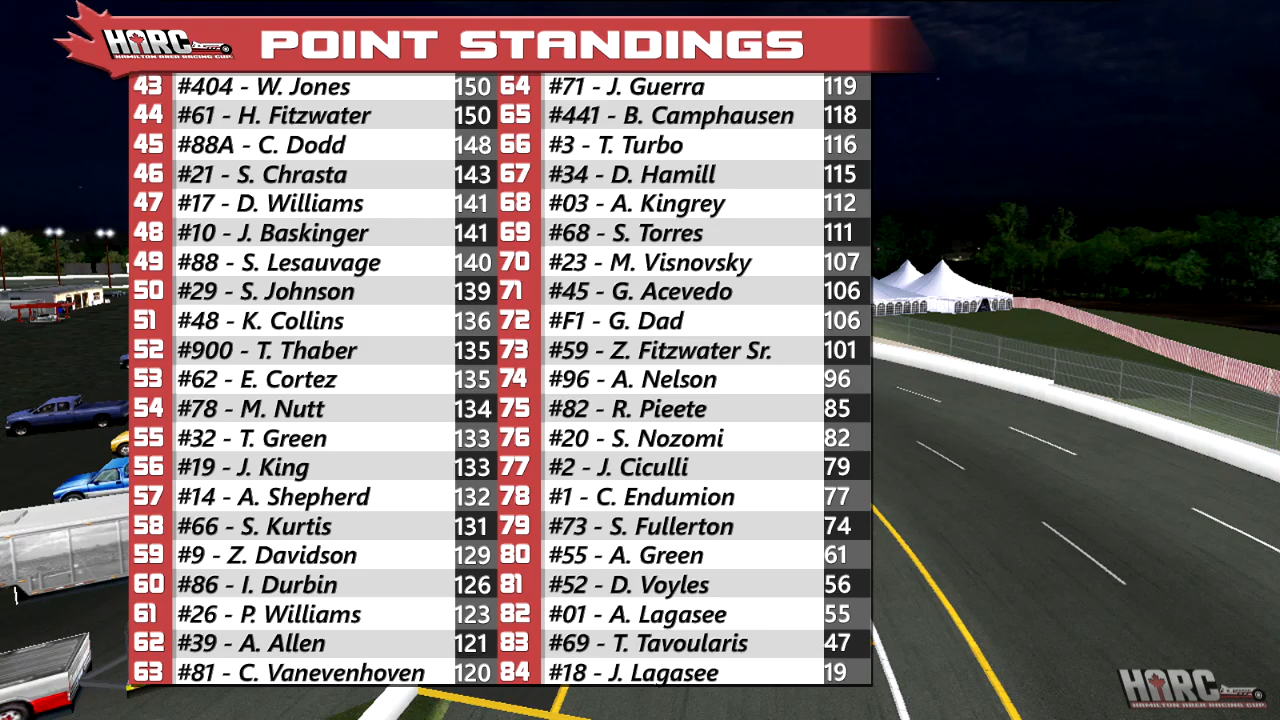 HARC
HAMILTON AREA RACING CUP
POINT STANDINGS
43 #404 - W. Jones 150
44 #61 - H. Fitzwater 150
45 #88A - C. Dodd 148
46 #21 - S. Chrasta 143
47 #17 - D. Williams 141
48 #10 - J. Baskinger 141
49 #88 - S. Lesauvage 140
50 #29 - S. Johnson 139
51 #48 - K. Collins 136
52 #900 - T. Thaber 135
53 #62 - E. Cortez 135
54 #78 - M. Nutt 134
55 #32 - T. Green 133
56 #19 - J. King 133
57 #14 - A. Shepherd 132
58 #66 - S. Kurtis 131
59 #9 - Z. Davidson 129
60 #86 - I. Durbin 126
61 #26 - P. Williams 123
62 #39 - A. Allen 121
63 #81 - C. Vanevenhoven 120
64 #71 - J. Guerra 119
65 #441 - B. Camphausen 118
66 #3 - T. Turbo 116
67 #34 - D. Hamill 115
68 #03 - A. Kingrey 112
69 #68 - S. Torres 111
70 #23 - M. Visnovsky 107
71 #45 - G. Acevedo 106
72 #F1 - G. Dad 106
73 #59 - Z. Fitzwater Sr. 101
74 #96 - A. Nelson 96
75 #82 - R. Pieete 85
76 #20 - S. Nozomi 82
77 #2 - J. Ciculli 79
78 #1 - C. Endumion 77
79 #73 - S. Fullerton 74
80 #55 - A. Green 61
81 #52 - D. Voyles 56
82 #01 - A. Lagasee 55
83 #69 - T. Tavoularis 47
84 #18 - J. Lagasee 19
HARC
HAMILTON AREA RACING CUP